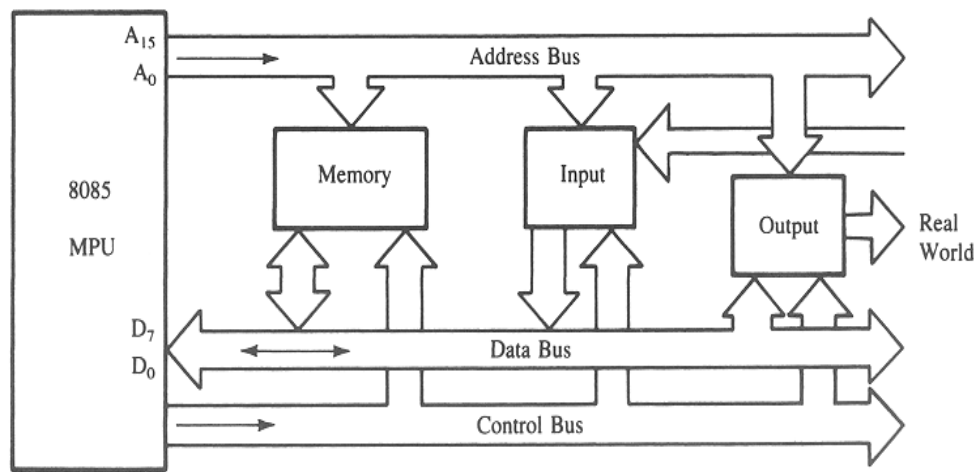 A15
Address Bus
A0
Memory
Input
8085
MPU
Output
Real
World
D7
Data Bus
D0
Control Bus